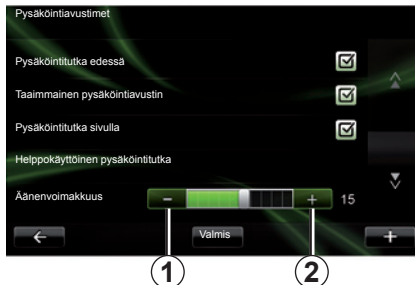 Pysäköintiavustimet
Pysäköintitutka edessä
Taaimmainen pysäköintiavustin
Pysäköintitutka sivulla
Helppokäyttöinen pysäköintitutka
Äänenvoimakkuus - + 15
Valmis +
1 2